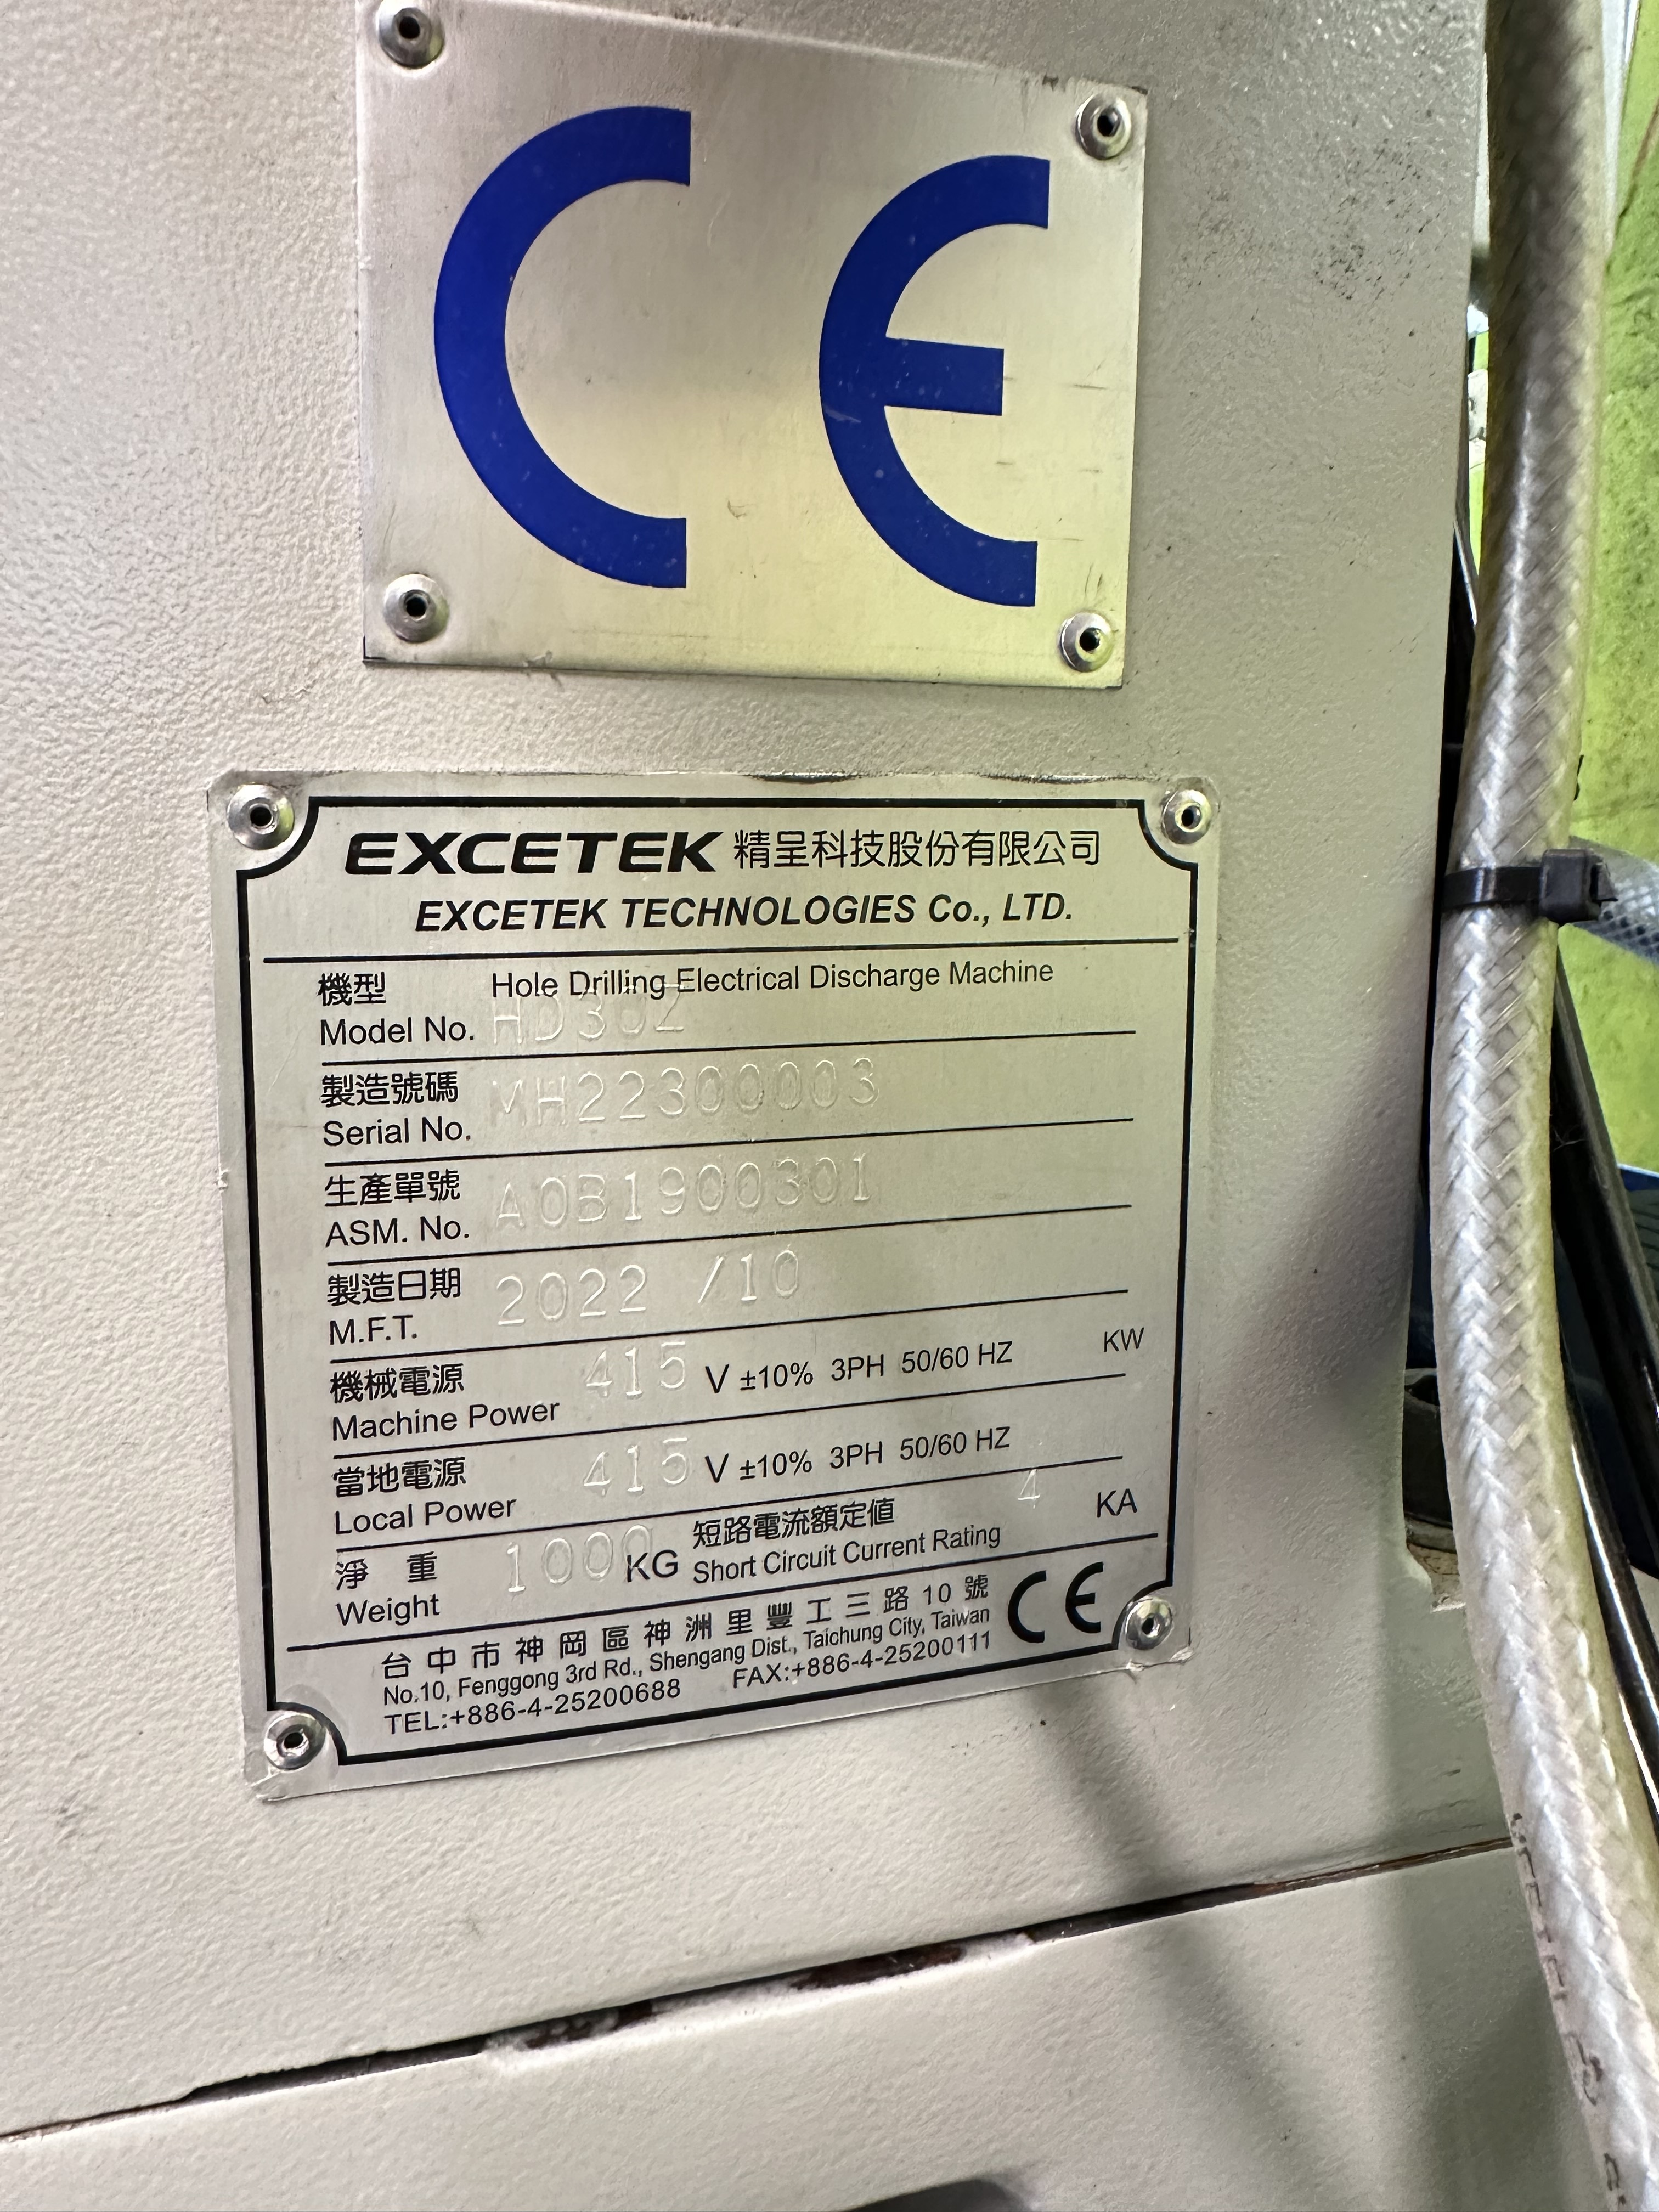 CE
EXCETEK 精呈科技股份有限公司
EXCETEK TECHNOLOGIES Co., LTD.
機型 Hole Drilling Electrical Discharge Machine
Model No.
製造號碼 MH22300003
Serial No.
生產單號 A0B1900301
ASM. No.
製造日期 2022 /10
M.F.T.
機械電源 415 V ±10% 3PH 50/60 HZ KW
Machine Power
當地電源 415 V ±10% 3PH 50/60 HZ
Local Power
淨 重 1000 KG 短路電流額定值 4 KA
Weight Short Circuit Current Rating
台中市神岡區神洲里豐工三路10號 CE
No.10, Fenggong 3rd Rd., Shengang Dist., Taichung City, Taiwan
TEL:+886-4-25200688 FAX:+886-4-25200111